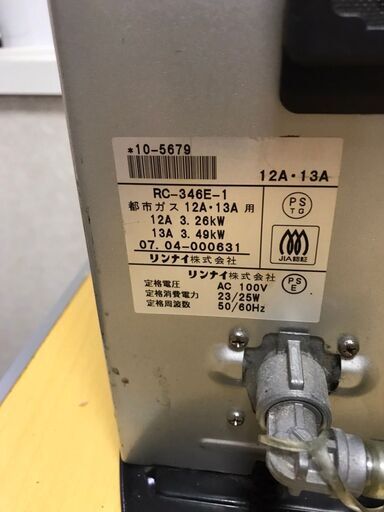 *10-5679
12A・13A
RC-346E-1
都市ガス 12A・13A 用
12A 3.26kW
13A 3.49kW
07.04-000631
リンナイ株式会社
PS
TG
JIA認証
リンナイ株式会社
定格電圧 AC 100V
定格消費電力 23/25W
定格周波数 50/60Hz
PS
E